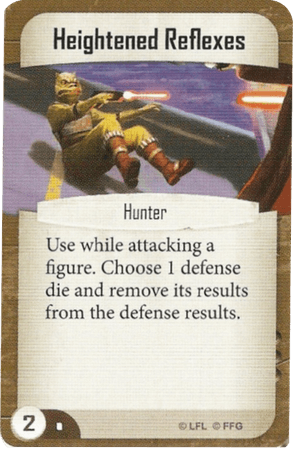 Heightened Reflexes
Hunter
Use while attacking a
figure. Choose 1 defense
die and remove its results
from the defense results.
2
© LFL © FFG